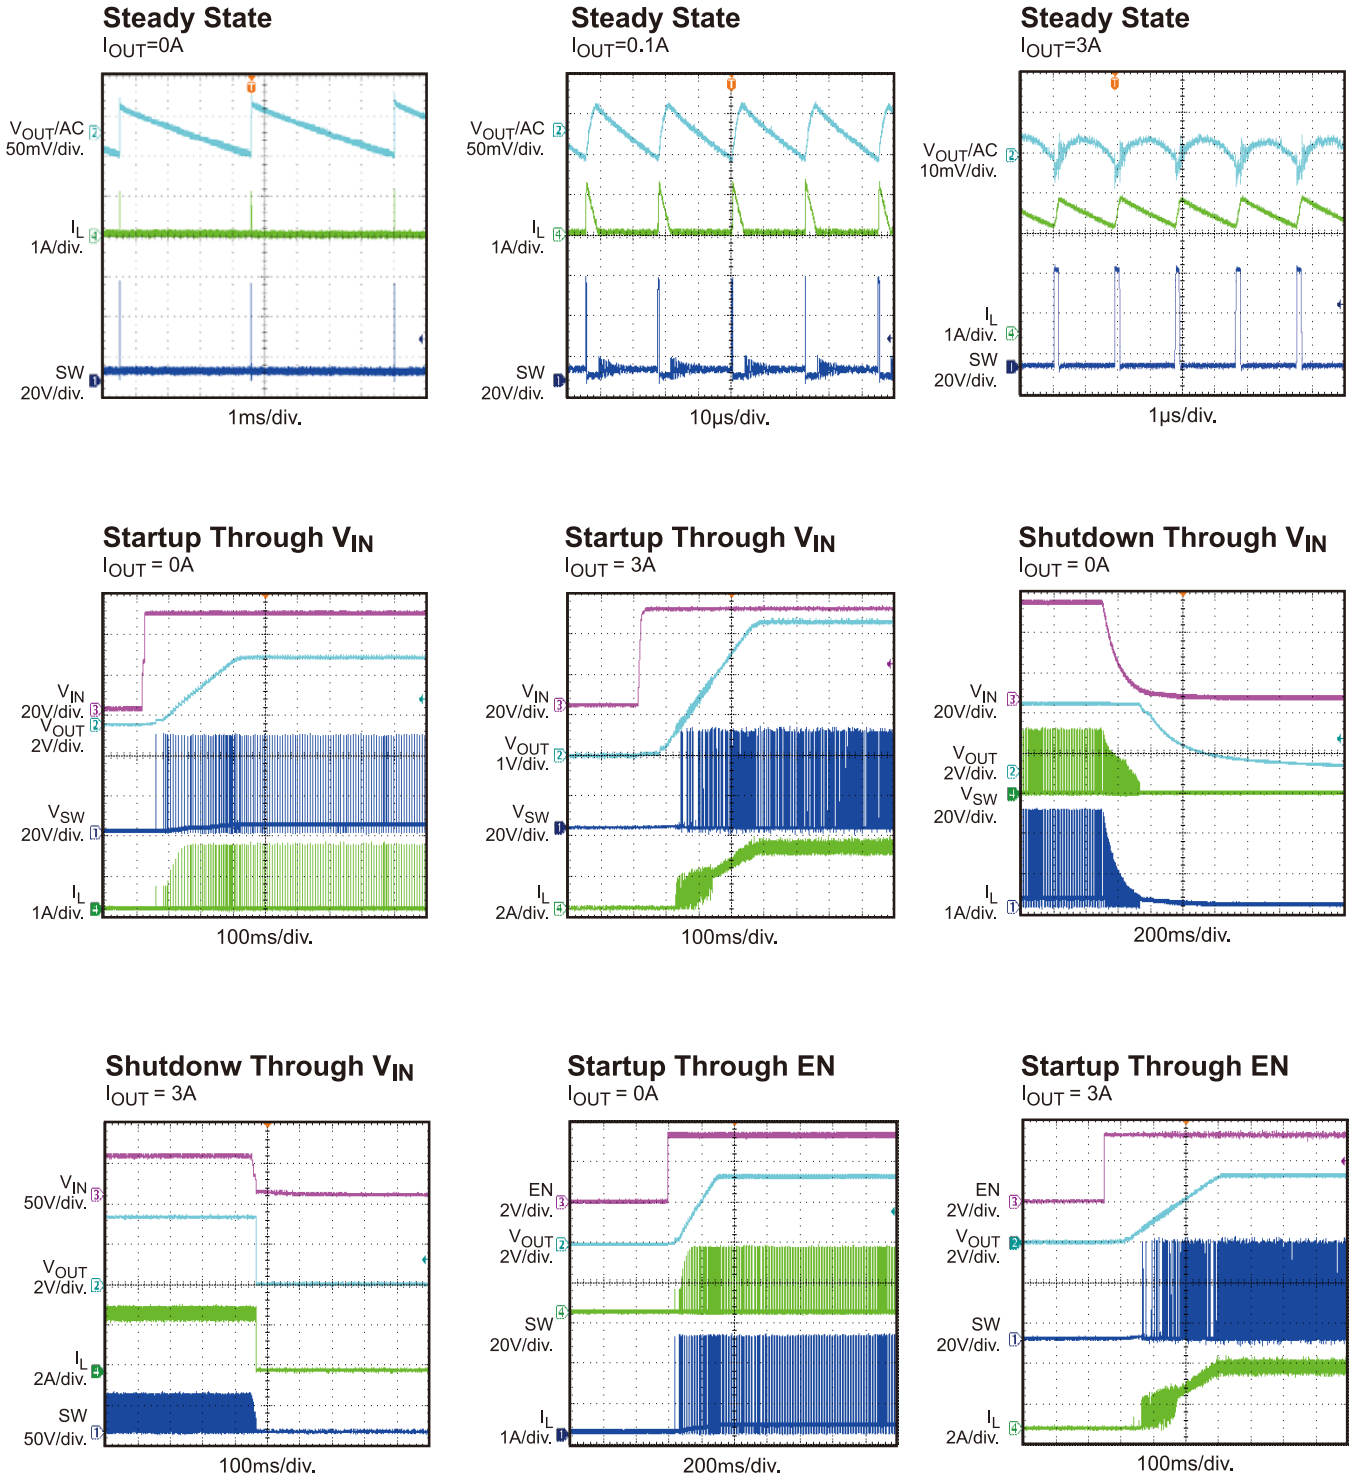 Steady State
IOUT=0A
VOUT/AC
50mV/div.
IL
1A/div.
SW
20V/div.
1ms/div.
Steady State
IOUT=0.1A
VOUT/AC
50mV/div.
IL
1A/div.
SW
20V/div.
10µs/div.
Steady State
IOUT=3A
VOUT/AC
10mV/div.
IL
1A/div.
SW
20V/div.
1µs/div.
Startup Through VIN
IOUT = 0A
VIN
20V/div.
VOUT
2V/div.
VSW
20V/div.
IL
1A/div.
100ms/div.
Startup Through VIN
IOUT = 3A
VIN
20V/div.
VOUT
1V/div.
VSW
20V/div.
IL
2A/div.
100ms/div.
Shutdown Through VIN
IOUT = 0A
VIN
20V/div.
VOUT
2V/div.
VSW
20V/div.
IL
1A/div.
200ms/div.
Shutdonw Through VIN
IOUT = 3A
VIN
50V/div.
VOUT
2V/div.
IL
2A/div.
SW
50V/div.
100ms/div.
Startup Through EN
IOUT = 0A
EN
2V/div.
VOUT
2V/div.
SW
20V/div.
IL
1A/div.
200ms/div.
Startup Through EN
IOUT = 3A
EN
2V/div.
VOUT
2V/div.
SW
20V/div.
IL
2A/div.
100ms/div.